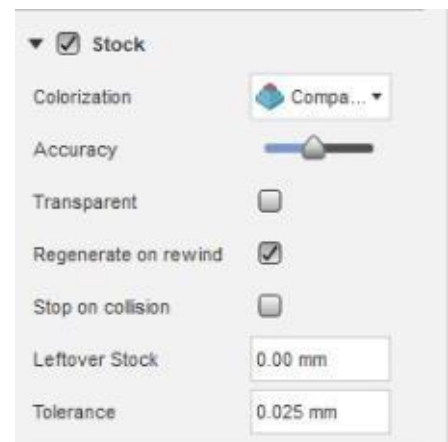 Stock
Colorization Compa...
Accuracy
Transparent
Regenerate on rewind
Stop on collision
Leftover Stock 0.00 mm
Tolerance 0.025 mm